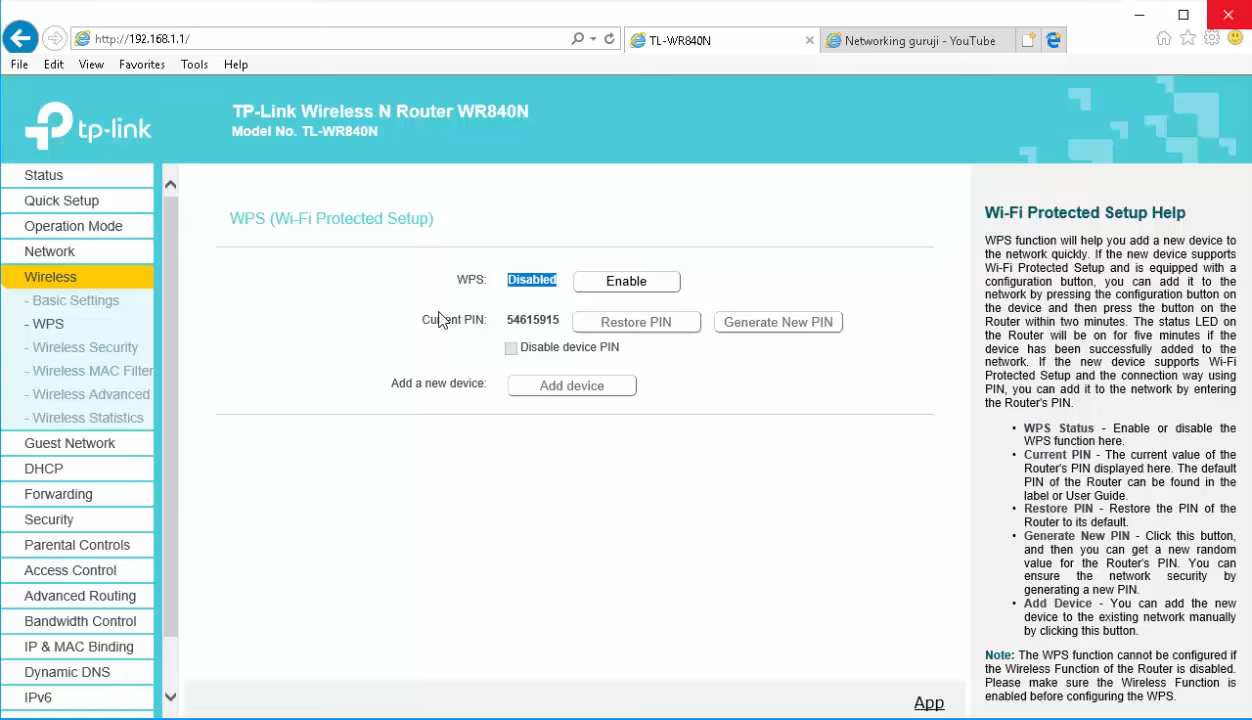 http://192.168.1.1/
TL-WR840N
Networking guruji - YouTube
File Edit View Favorites Tools Help
tp-link
TP-Link Wireless N Router WR840N
Model No. TL-WR840N
Status
Quick Setup
Operation Mode
Network
Wireless
- Basic Settings
- WPS
- Wireless Security
- Wireless MAC Filter
- Wireless Advanced
- Wireless Statistics
Guest Network
DHCP
Forwarding
Security
Parental Controls
Access Control
Advanced Routing
Bandwidth Control
IP & MAC Binding
Dynamic DNS
IPv6
WPS (Wi-Fi Protected Setup)
WPS: Disabled Enable
Current PIN: 54615915 Restore PIN Generate New PIN
Disable device PIN
Add a new device: Add device
App
Wi-Fi Protected Setup Help
WPS function will help you add a new device to
the network quickly. If the new device supports
Wi-Fi Protected Setup and is equipped with a
configuration button, you can add it to the
network by pressing the configuration button on
the device and then press the button on the
Router within two minutes. The status LED on
the Router will be on for five minutes if the
device has been successfully added to the
network. If the new device supports Wi-Fi
Protected Setup and the connection way using
PIN, you can add it to the network by entering
the Router's PIN.
• WPS Status - Enable or disable the
WPS function here.
• Current PIN - The current value of the
Router's PIN displayed here. The default
PIN of the Router can be found in the
label or User Guide.
• Restore PIN - Restore the PIN of the
Router to its default.
• Generate New PIN - Click this button,
and then you can get a new random
value for the Router's PIN. You can
ensure the network security by
generating a new PIN.
• Add Device - You can add the new
device to the existing network manually
by clicking this button.
Note: The WPS function cannot be configured if
the Wireless Function of the Router is disabled.
Please make sure the Wireless Function is
enabled before configuring the WPS.